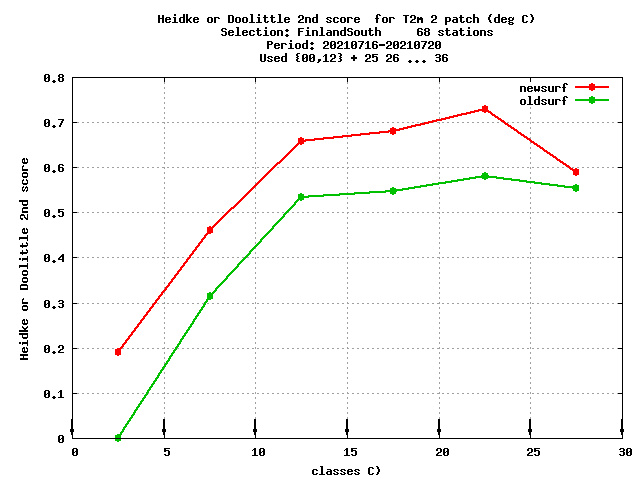 Heidke or Doolittle 2nd score  for T2m 2 patch (deg C)
Selection: FinlandSouth     68 stations
Period: 20210716-20210720
Used {00,12} + 25 26 ... 36
newsurf
oldsurf
Heidke or Doolittle 2nd score
0.8
0.7
0.6
0.5
0.4
0.3
0.2
0.1
0
0 5 10 15 20 25 30
classes C)